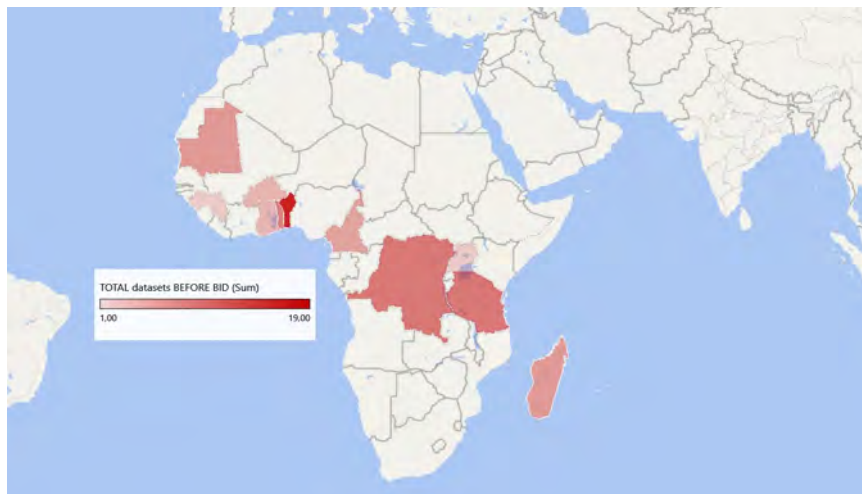 TOTAL datasets BEFORE BID (Sum)
1,00 19,00